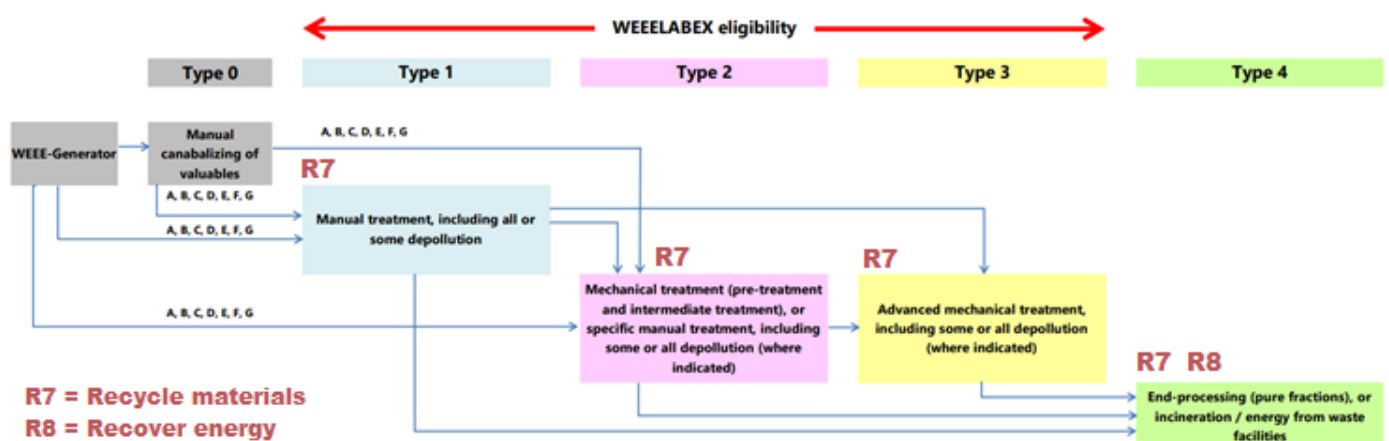 WEEELABEX eligibility
Type 0
Type 1
Type 2
Type 3
Type 4
WEEE-Generator
Manual
canabalizing of
valuables
A, B, C, D, E, F, G
A, B, C, D, E, F, G
A, B, C, D, E, F, G
R7
Manual treatment, including all or
some depollution
R7
Mechanical treatment (pre-treatment
and intermediate treatment), or
specific manual treatment, including
some or all depollution (where
indicated)
R7
Advanced mechanical treatment,
including some or all depollution
(where indicated)
A, B, C, D, E, F, G
R7 R8
End-processing (pure fractions), or
incineration / energy from waste
facilities
R7 = Recycle materials
R8 = Recover energy